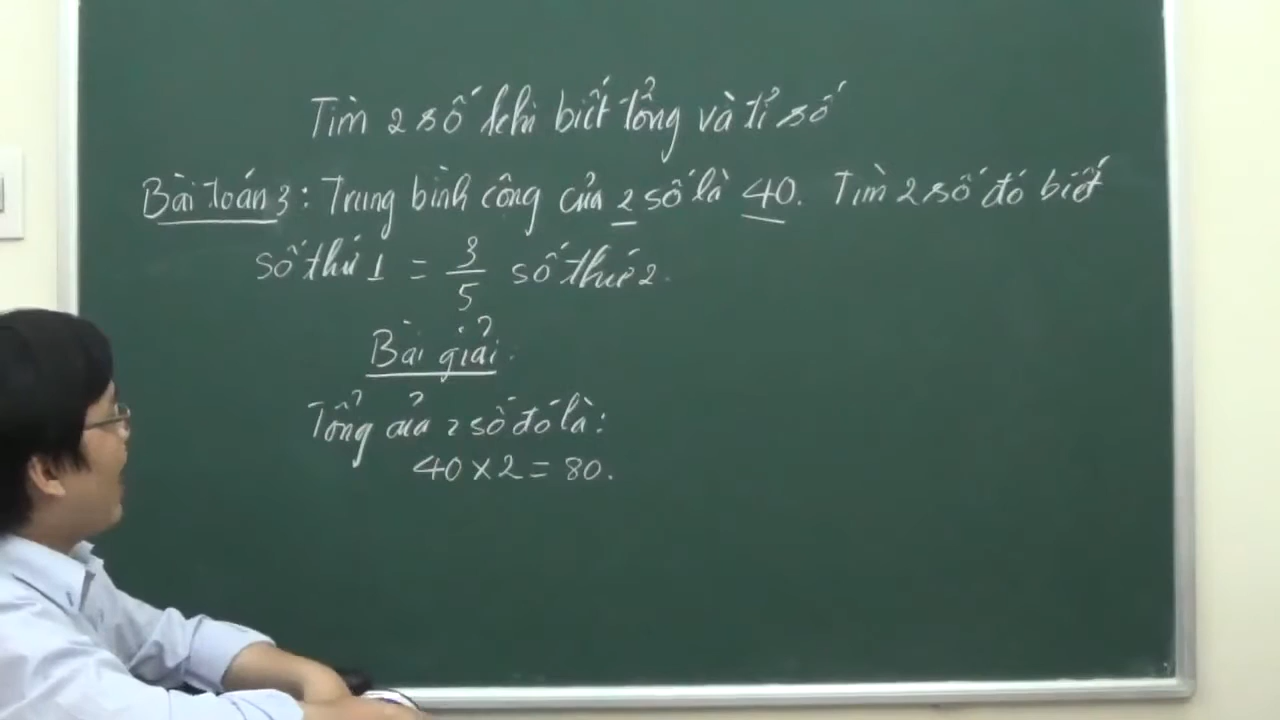 Tìm 2 số khi biết tổng và tỉ số
Bài toán 3: Trung bình cộng của 2 số là 40. Tìm 2 số đó biết
số thứ 1 = 3/5 số thứ 2.
Bài giải.
Tổng của 2 số đó là:
40 x 2 = 80.